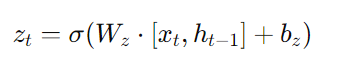 z_t = σ(W_z · [x_t, h_{t−1}] + b_z)